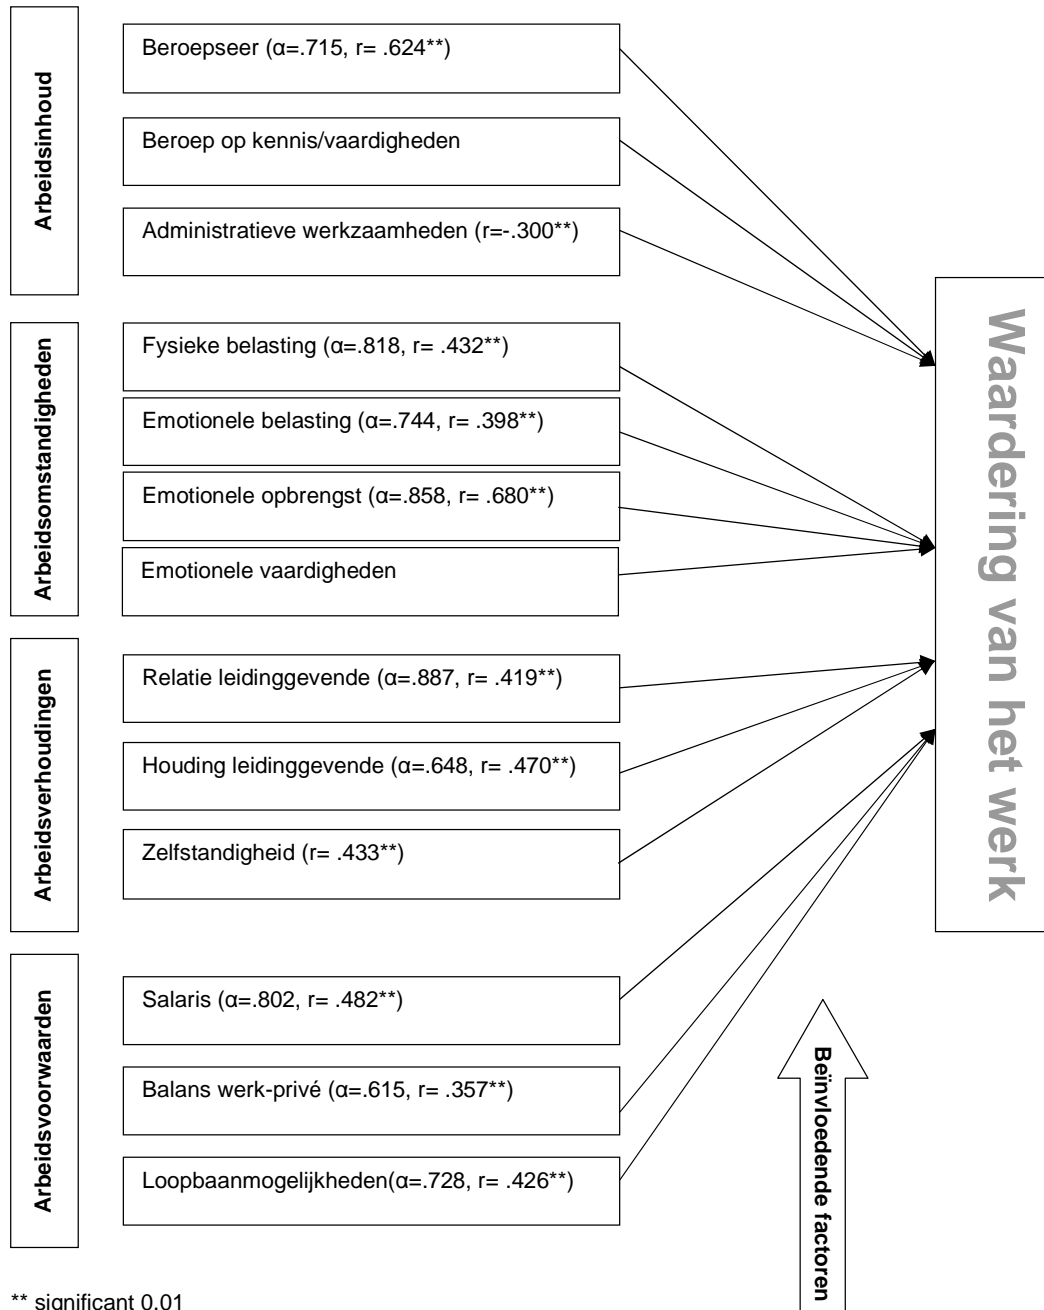 Arbeidsinhoud
Beroepseer (α=.715, r= .624**)
Beroep op kennis/vaardigheden
Administratieve werkzaamheden (r=-.300**)
Arbeidsomstandigheden
Fysieke belasting (α=.818, r= .432**)
Emotionele belasting (α=.744, r= .398**)
Emotionele opbrengst (α=.858, r= .680**)
Emotionele vaardigheden
Arbeidsverhoudingen
Relatie leidinggevende (α=.887, r= .419**)
Houding leidinggevende (α=.648, r= .470**)
Zelfstandigheid (r= .433**)
Arbeidsvoorwaarden
Salaris (α=.802, r= .482**)
Balans werk-privé (α=.615, r= .357**)
Loopbaanmogelijkheden(α=.728, r= .426**)
Waardering van het werk
Beïnvloedende factoren
** significant 0.01